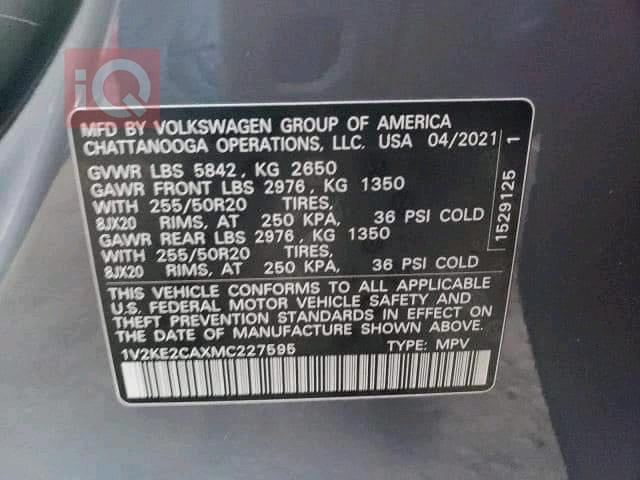 iQ
MFD BY VOLKSWAGEN GROUP OF AMERICA
CHATTANOOGA OPERATIONS, LLC. USA 04/2021
GVWR LBS 5842, KG 2650
GAWR FRONT LBS 2976, KG 1350
WITH 255/50R20 TIRES,
8JX20 RIMS, AT 250 KPA, 36 PSI COLD
GAWR REAR LBS 2976, KG 1350
WITH 255/50R20 TIRES,
8JX20 RIMS, AT 250 KPA, 36 PSI COLD
THIS VEHICLE CONFORMS TO ALL APPLICABLE
U.S. FEDERAL MOTOR VEHICLE SAFETY AND
THEFT PREVENTION STANDARDS IN EFFECT ON
THE DATE OF MANUFACTURE SHOWN ABOVE.
1V2KE2CAXMC227595 TYPE: MPV
1529125 1